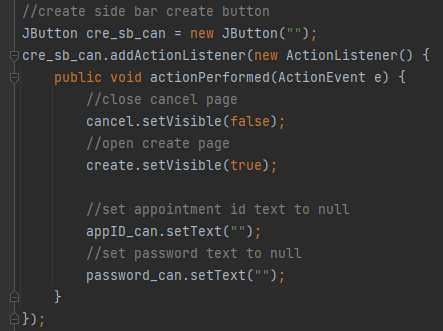 //create side bar create button
JButton cre_sb_can = new JButton("");
cre_sb_can.addActionListener(new ActionListener() {
    public void actionPerformed(ActionEvent e) {
        //close cancel page
        cancel.setVisible(false);
        //open create page
        create.setVisible(true);

        //set appointment id text to null
        appID_can.setText("");
        //set password text to null
        password_can.setText("");
    }
});